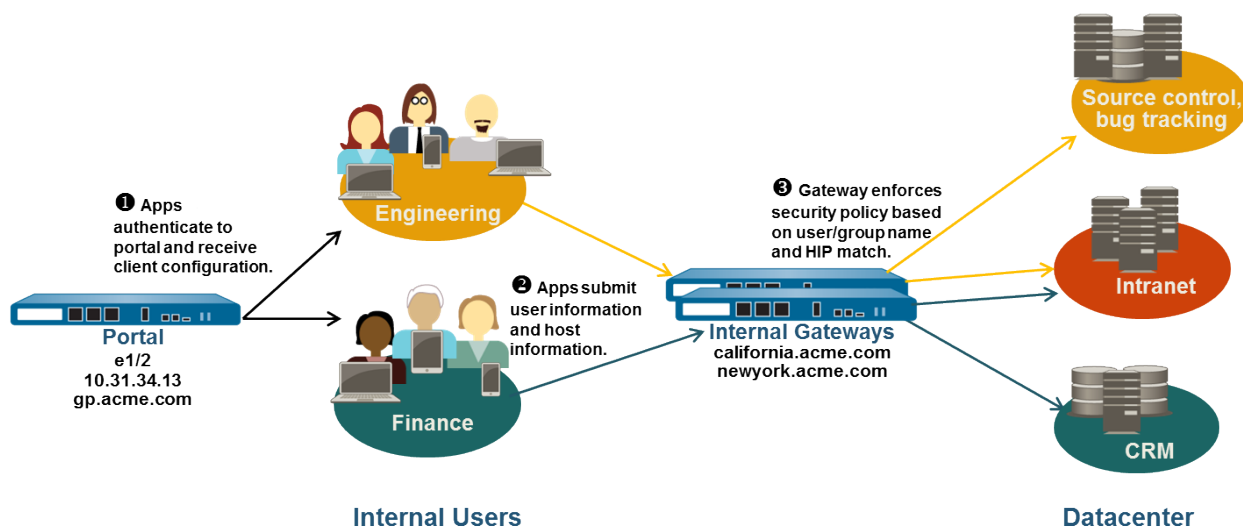 ❶ Apps
authenticate to
portal and receive
client configuration.
Portal
e1/2
10.31.34.13
gp.acme.com
Engineering
❷ Apps submit
user information
and host
information.
Finance
Internal Users
❸ Gateway enforces
security policy based
on user/group name
and HIP match.
Internal Gateways
california.acme.com
newyork.acme.com
Source control,
bug tracking
Intranet
CRM
Datacenter